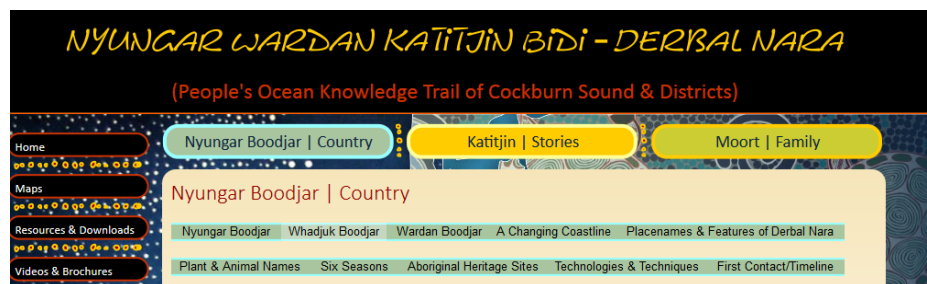 NYUNGAR WARDAN KATITJIN BIDI – DERBAL NARA
(People's Ocean Knowledge Trail of Cockburn Sound & Districts)
Nyungar Boodjar | Country Katitjin | Stories Moort | Family
Home
Maps
Resources & Downloads
Videos & Brochures
Nyungar Boodjar | Country
Nyungar Boodjar Whadjuk Boodjar Wardan Boodjar A Changing Coastline Placenames & Features of Derbal Nara
Plant & Animal Names Six Seasons Aboriginal Heritage Sites Technologies & Techniques First Contact/Timeline